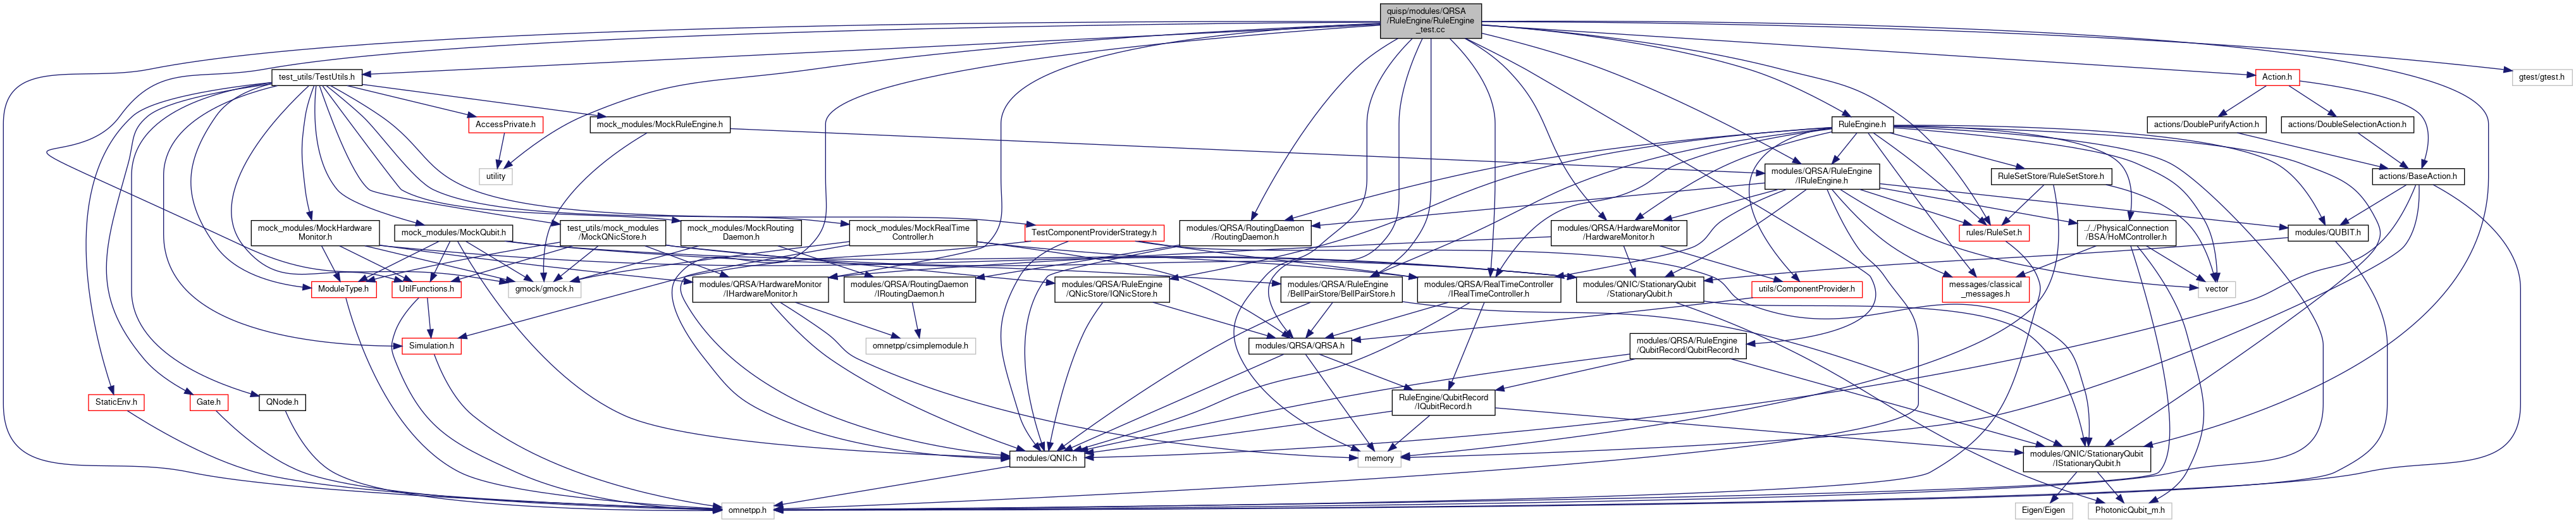 quisp/modules/QRSA
/RuleEngine/RuleEngine
_test.cc
test_utils/TestUtils.h
Action.h
gtest/gtest.h
AccessPrivate.h
mock_modules/MockRuleEngine.h
RuleEngine.h
actions/DoublePurifyAction.h
actions/DoubleSelectionAction.h
utility
modules/QRSA/RuleEngine
/IRuleEngine.h
RuleSetStore/RuleSetStore.h
actions/BaseAction.h
mock_modules/MockHardware
Monitor.h
mock_modules/MockQubit.h
test_utils/mock_modules
/MockQNicStore.h
mock_modules/MockRouting
Daemon.h
mock_modules/MockRealTime
Controller.h
TestComponentProviderStrategy.h
modules/QRSA/RoutingDaemon
/RoutingDaemon.h
modules/QRSA/HardwareMonitor
/HardwareMonitor.h
rules/RuleSet.h
../../PhysicalConnection
/BSA/HoMController.h
modules/QUBIT.h
ModuleType.h
UtilFunctions.h
gmock/gmock.h
modules/QRSA/HardwareMonitor
/IHardwareMonitor.h
modules/QRSA/RoutingDaemon
/IRoutingDaemon.h
modules/QRSA/RuleEngine
/QNicStore/IQNicStore.h
modules/QRSA/RuleEngine
/BellPairStore/BellPairStore.h
modules/QRSA/RealTimeController
/IRealTimeController.h
modules/QNIC/StationaryQubit
/StationaryQubit.h
utils/ComponentProvider.h
messages/classical
_messages.h
vector
Simulation.h
omnetpp/csimplemodule.h
modules/QRSA/QRSA.h
modules/QRSA/RuleEngine
/QubitRecord/QubitRecord.h
StaticEnv.h
Gate.h
QNode.h
RuleEngine/QubitRecord
/IQubitRecord.h
modules/QNIC.h
memory
modules/QNIC/StationaryQubit
/IStationaryQubit.h
omnetpp.h
Eigen/Eigen
PhotonicQubit_m.h